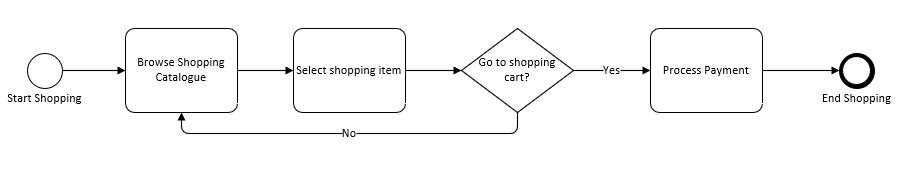 Start Shopping
Browse Shopping
Catalogue
Select shopping item
Go to shopping
cart?
Yes
No
Process Payment
End Shopping